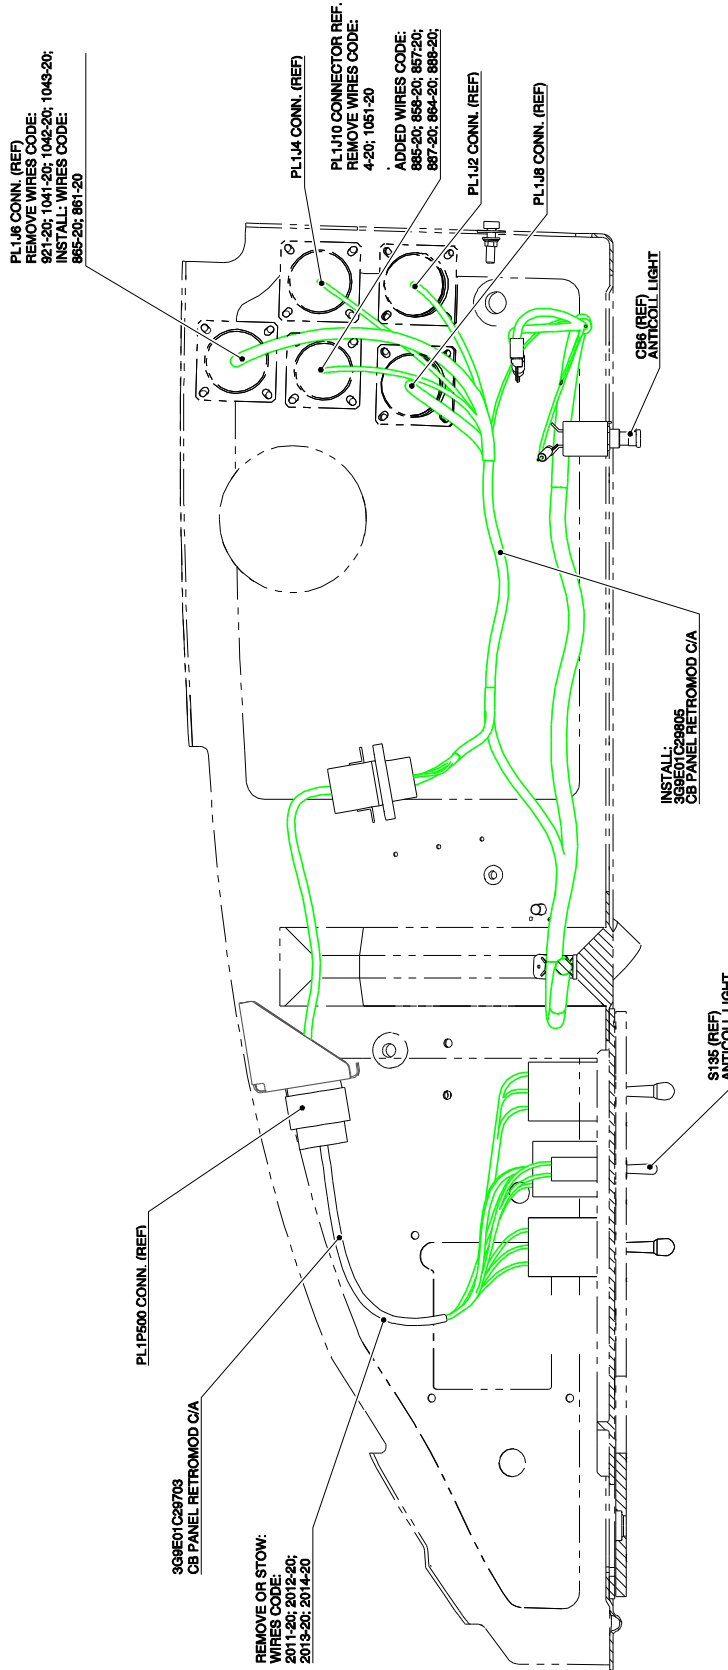 PL1J6 CONN. (REF)
REMOVE WIRES CODE:
921-20; 1041-20; 1042-20; 1043-20;
INSTALL: WIRES CODE:
865-20; 861-20
PL1J4 CONN. (REF)
PL1J10 CONNECTOR REF.
REMOVE WIRES CODE:
4-20; 1051-20
ADDED WIRES CODE:
885-20; 858-20; 857:20;
887-20; 864-20; 888-20;
PL1J2 CONN. (REF)
PL1J8 CONN. (REF)
CB6 (REF)
ANTICOLL LIGHT
INSTALL:
3G9E01C29805
CB PANEL RETROMOD C/A
S135 (REF)
ANTICOLL LIGHT
PL1P500 CONN. (REF)
3G9E01C29703
CB PANEL RETROMOD C/A
REMOVE OR STOW:
WIRES CODE:
2011-20; 2012-20;
2013-20; 2014-20